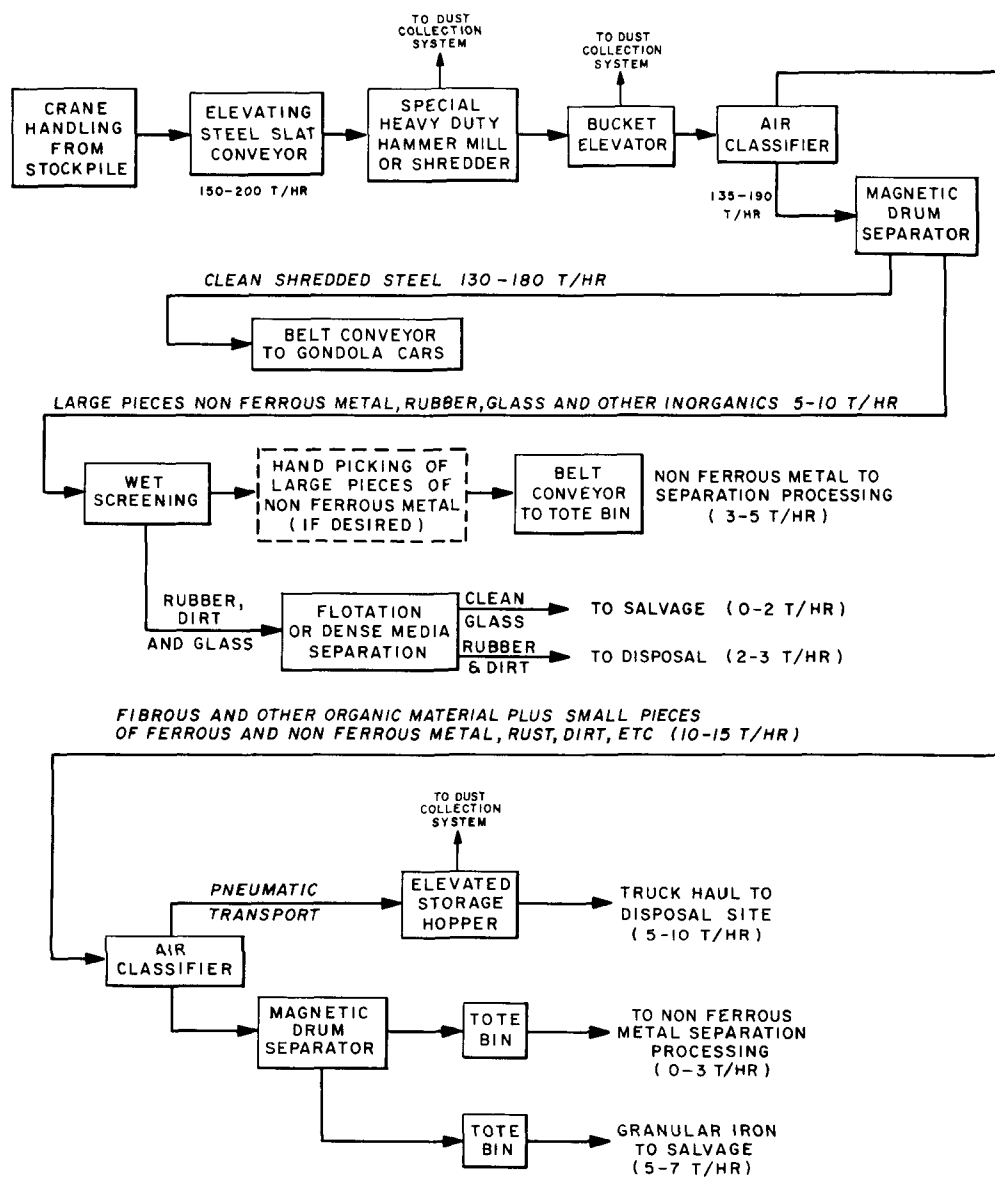 TO DUST
COLLECTION
SYSTEM
TO DUST
COLLECTION
SYSTEM
CRANE
HANDLING
FROM
STOCKPILE
ELEVATING
STEEL SLAT
CONVEYOR
150-200 T/HR
SPECIAL
HEAVY DUTY
HAMMER MILL
OR SHREDDER
BUCKET
ELEVATOR
AIR
CLASSIFIER
135-190
T/HR
MAGNETIC
DRUM
SEPARATOR
CLEAN SHREDDED STEEL 130-180 T/HR
BELT CONVEYOR
TO GONDOLA CARS
LARGE PIECES NON FERROUS METAL, RUBBER, GLASS AND OTHER INORGANICS 5-10 T/HR
WET
SCREENING
HAND PICKING OF
LARGE PIECES OF
NON FERROUS METAL
(IF DESIRED)
BELT
CONVEYOR
TO TOTE BIN
NON FERROUS METAL TO
SEPARATION PROCESSING
(3-5 T/HR)
RUBBER,
DIRT
AND GLASS
FLOTATION
OR DENSE MEDIA
SEPARATION
CLEAN
GLASS
TO SALVAGE (0-2 T/HR)
RUBBER
& DIRT
TO DISPOSAL (2-3 T/HR)
FIBROUS AND OTHER ORGANIC MATERIAL PLUS SMALL PIECES
OF FERROUS AND NON FERROUS METAL, RUST, DIRT, ETC (10-15 T/HR)
TO DUST
COLLECTION
SYSTEM
PNEUMATIC
TRANSPORT
ELEVATED
STORAGE
HOPPER
TRUCK HAUL TO
DISPOSAL SITE
(5-10 T/HR)
AIR
CLASSIFIER
MAGNETIC
DRUM
SEPARATOR
TOTE
BIN
TO NON FERROUS
METAL SEPARATION
PROCESSING
(0-3 T/HR)
TOTE
BIN
GRANULAR IRON
TO SALVAGE
(5-7 T/HR)